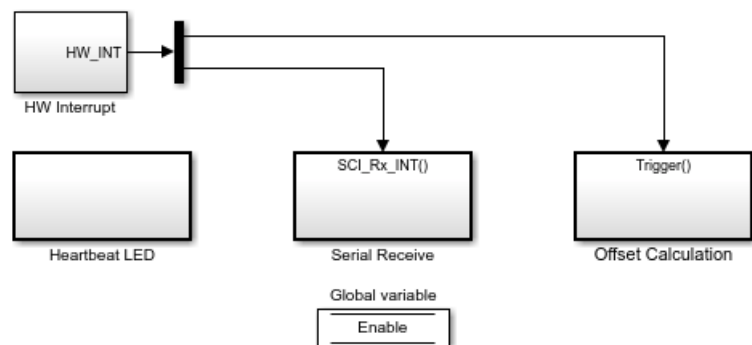 HW_INT
HW Interrupt
SCI_Rx_INT()
Trigger()
Heartbeat LED
Serial Receive
Offset Calculation
Global variable
Enable